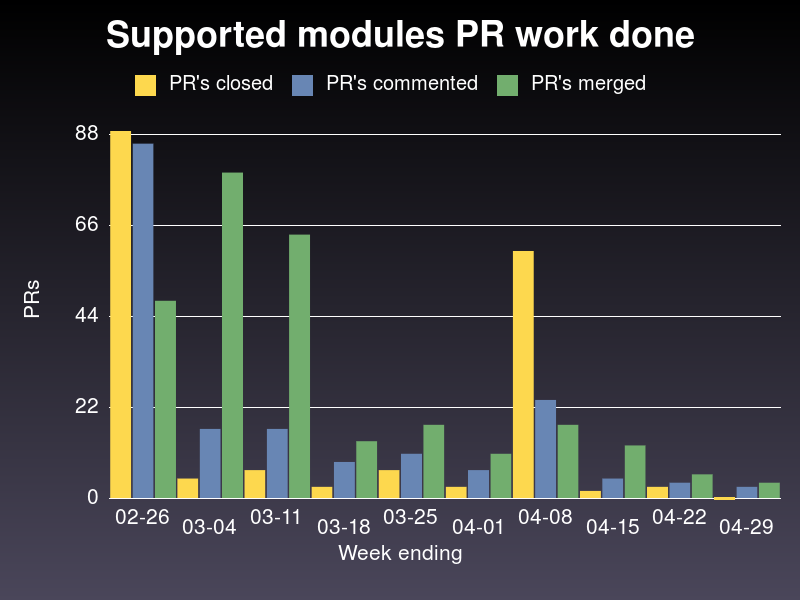 Supported modules PR work done
PR's closed PR's commented PR's merged
88
66
44
22
0
PRs
02-26 03-04 03-11 03-18 03-25 04-01 04-08 04-15 04-22 04-29
Week ending